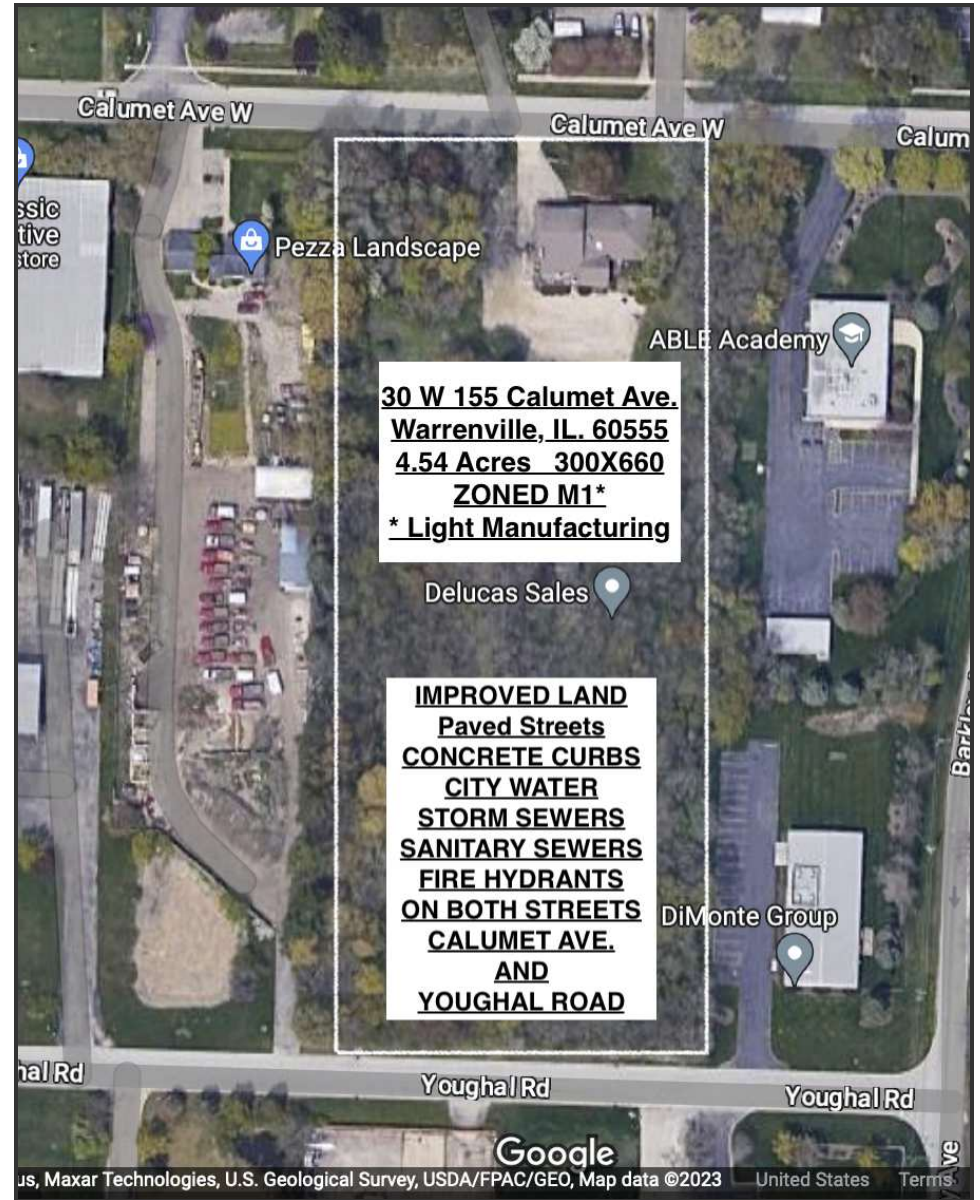 Calumet Ave W
Calumet Ave W
Calum
ssic
tive
store
Pezza Landscape
ABLE Academy
30 W 155 Calumet Ave.
Warrenville, IL. 60555
4.54 Acres 300X660
ZONED M1*
* Light Manufacturing
Delucas Sales
IMPROVED LAND
Paved Streets
CONCRETE CURBS
CITY WATER
STORM SEWERS
SANITARY SEWERS
FIRE HYDRANTS
ON BOTH STREETS
CALUMET AVE.
AND
YOUGHAL ROAD
DiMonte Group
hal Rd
Youghal Rd
Youghal Rd
Google
us, Maxar Technologies, U.S. Geological Survey, USDA/FPAC/GEO, Map data ©2023 United States Terms